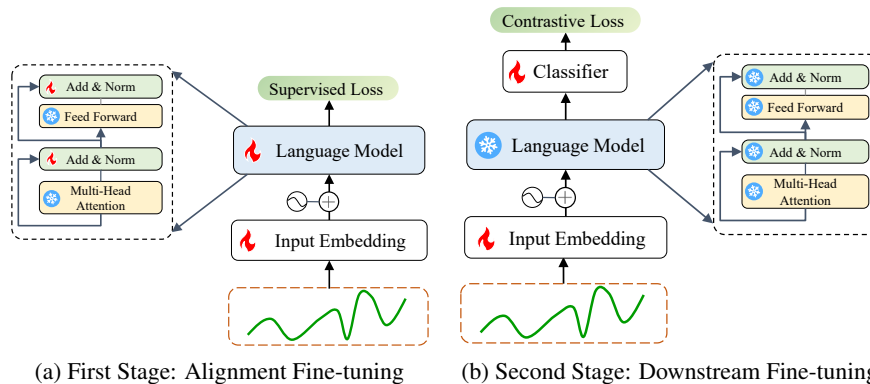 Supervised Loss
Add & Norm
Feed Forward
Add & Norm
Multi-Head
Attention
Language Model
Input Embedding
(a) First Stage: Alignment Fine-tuning
Contrastive Loss
Classifier
Language Model
Input Embedding
Add & Norm
Feed Forward
Add & Norm
Multi-Head
Attention
(b) Second Stage: Downstream Fine-tuning